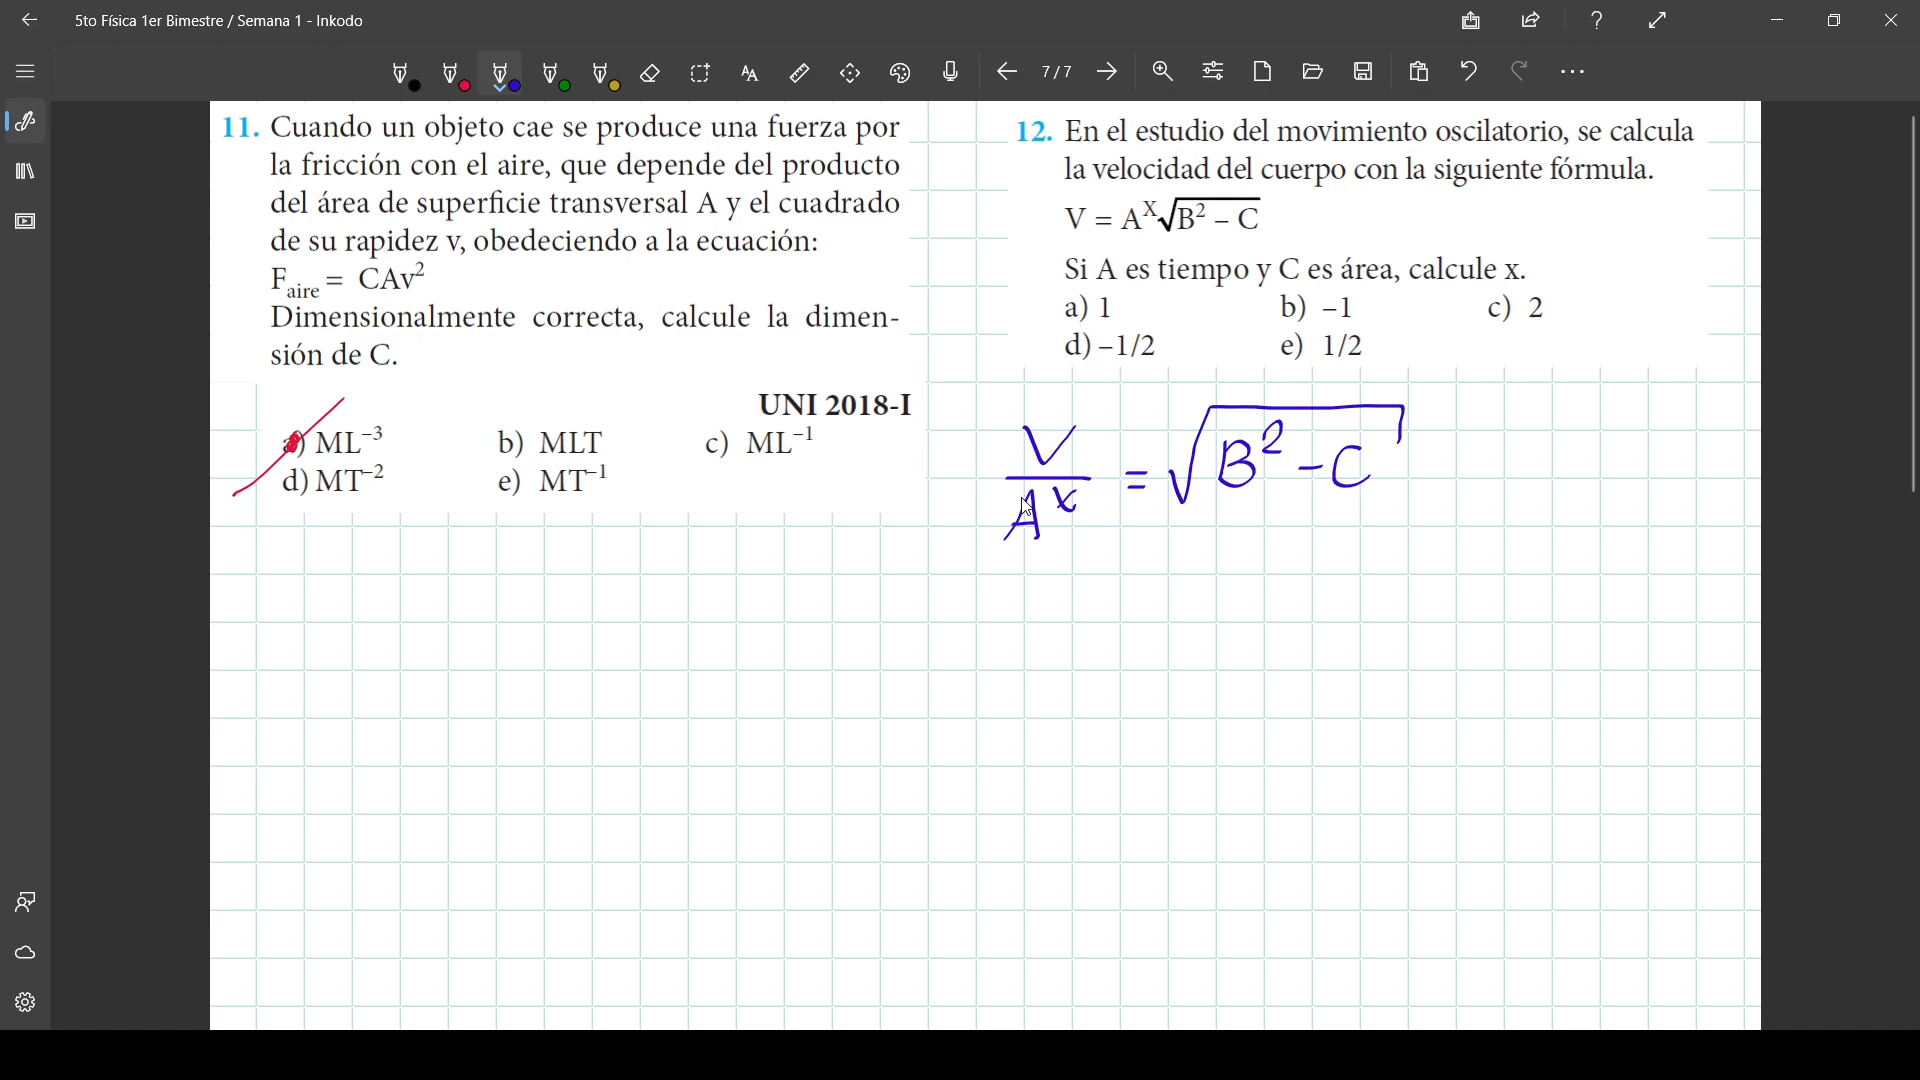 5to Física 1er Bimestre / Semana 1 - Inkodo
7 / 7
11. Cuando un objeto cae se produce una fuerza por
la fricción con el aire, que depende del producto
del área de superficie transversal A y el cuadrado
de su rapidez v, obedeciendo a la ecuación:
F_aire = CAv²
Dimensionalmente correcta, calcule la dimen-
sión de C.
UNI 2018-I
a) ML⁻³ b) MLT c) ML⁻¹
d) MT⁻² e) MT⁻¹
12. En el estudio del movimiento oscilatorio, se calcula
la velocidad del cuerpo con la siguiente fórmula.
V = A^X √(B² – C)
Si A es tiempo y C es área, calcule x.
a) 1 b) –1 c) 2
d) –1/2 e) 1/2
V/A^x = √(B² - C)